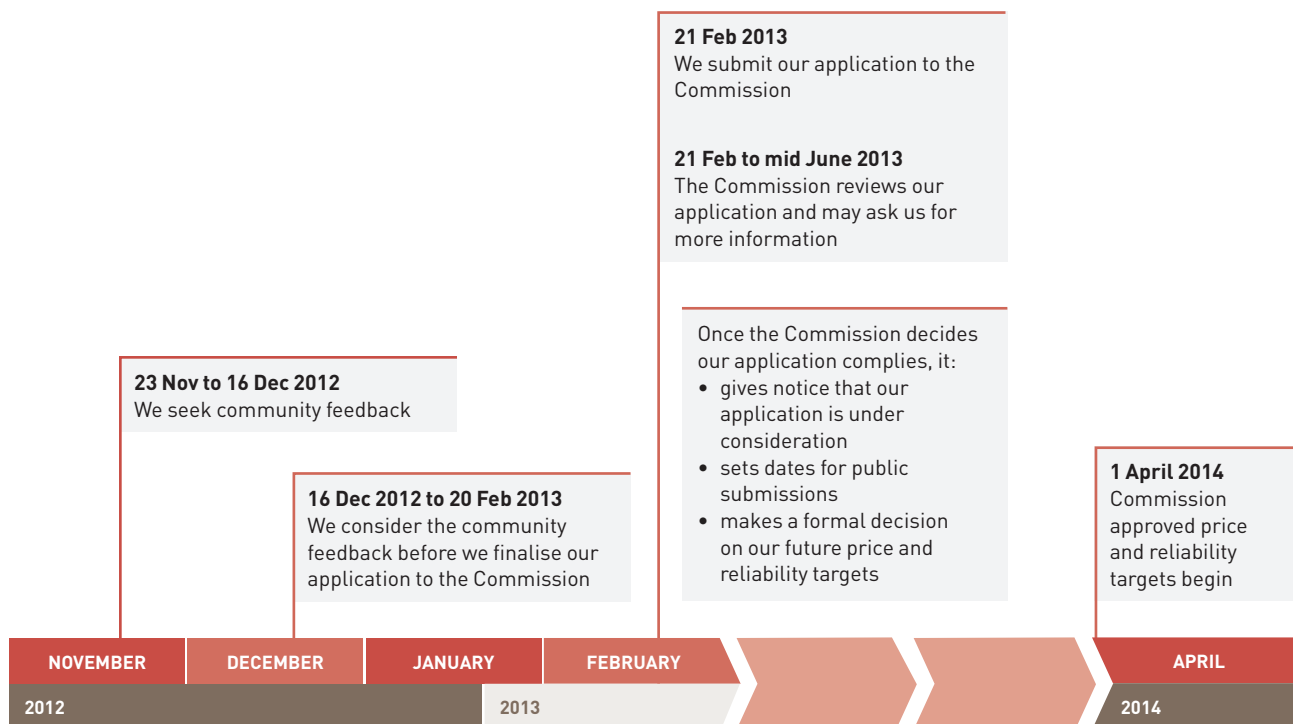 21 Feb 2013
We submit our application to the
Commission
21 Feb to mid June 2013
The Commission reviews our
application and may ask us for
more information
Once the Commission decides
our application complies, it:
• gives notice that our
application is under
consideration
• sets dates for public
submissions
• makes a formal decision
on our future price and
reliability targets
23 Nov to 16 Dec 2012
We seek community feedback
16 Dec 2012 to 20 Feb 2013
We consider the community
feedback before we finalise our
application to the Commission
1 April 2014
Commission
approved price
and reliability
targets begin
NOVEMBER DECEMBER JANUARY FEBRUARY APRIL
2012 2013 2014